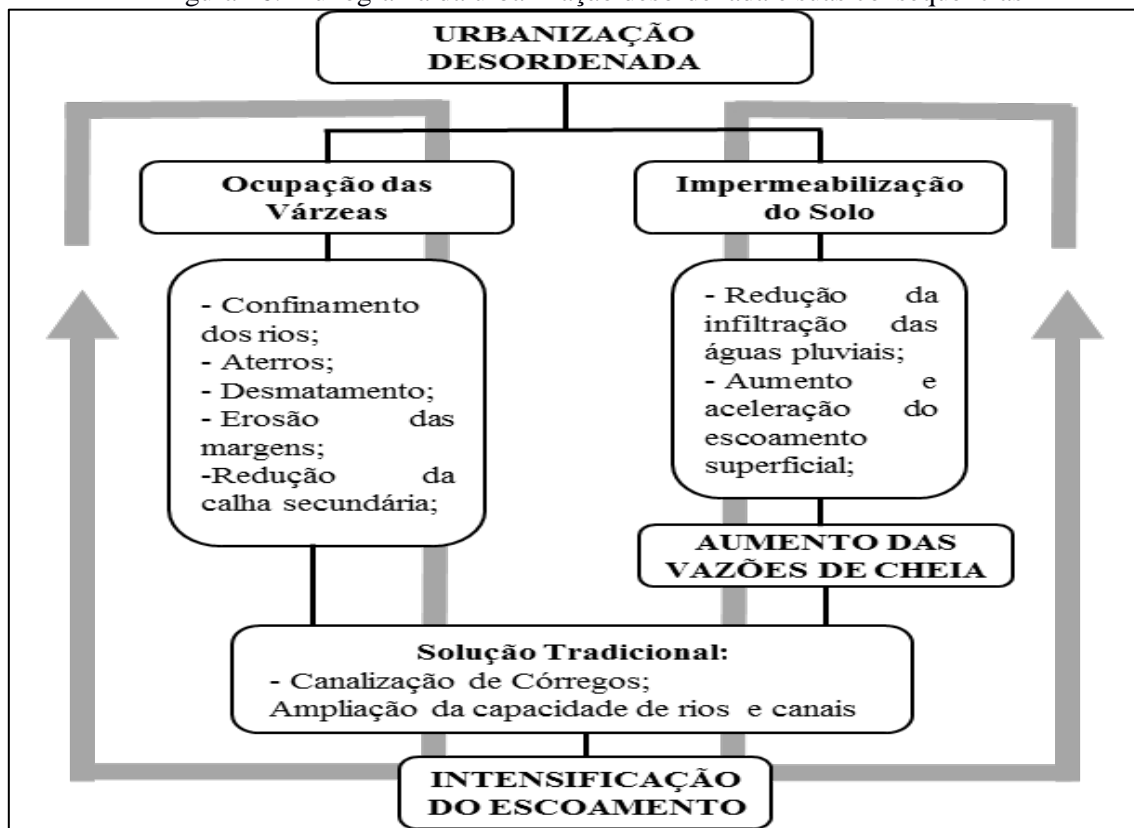 URBANIZAÇÃO
DESORDENADA
Ocupação das
Várzeas
Impermeabilização
do Solo
- Confinamento
dos rios;
- Aterros;
- Desmatamento;
- Erosão das
margens;
-Redução da
calha secundária;
- Redução da
infiltração das
águas pluviais;
- Aumento e
aceleração do
escoamento
superficial;
AUMENTO DAS
VAZÕES DE CHEIA
Solução Tradicional:
- Canalização de Córregos;
Ampliação da capacidade de rios e canais
INTENSIFICAÇÃO
DO ESCOAMENTO